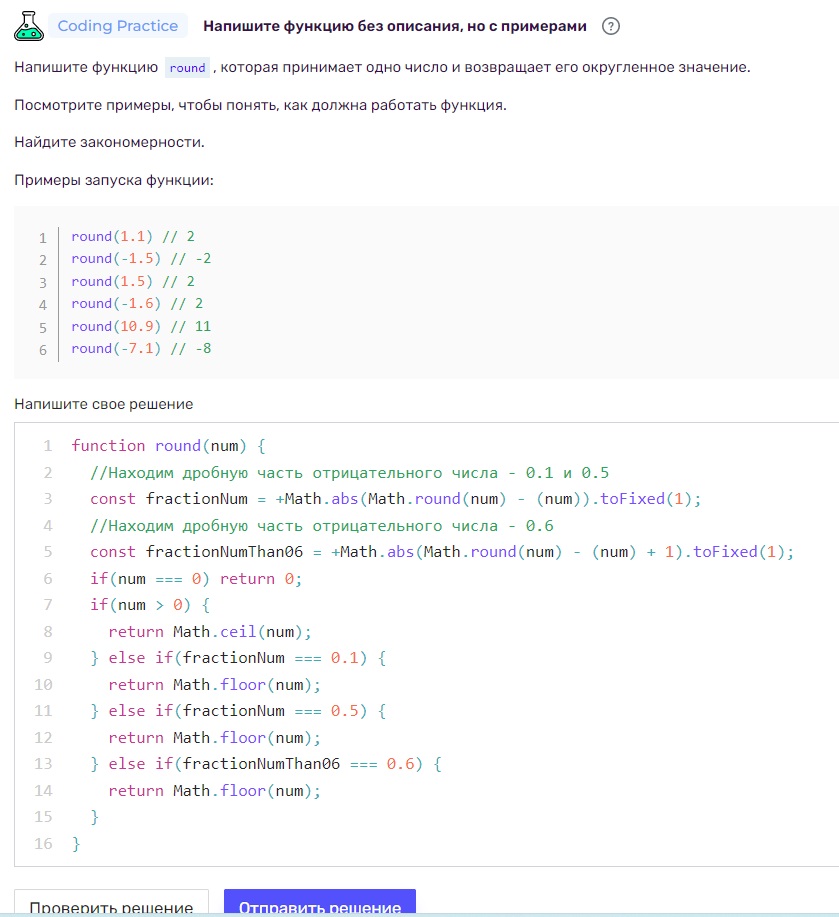 Coding Practice Напишите функцию без описания, но с примерами ?
Напишите функцию round , которая принимает одно число и возвращает его округленное значение.
Посмотрите примеры, чтобы понять, как должна работать функция.
Найдите закономерности.
Примеры запуска функции:
1 round(1.1) // 2
2 round(-1.5) // -2
3 round(1.5) // 2
4 round(-1.6) // 2
5 round(10.9) // 11
6 round(-7.1) // -8
Напишите свое решение
1 function round(num) {
2 //Находим дробную часть отрицательного числа - 0.1 и 0.5
3 const fractionNum = +Math.abs(Math.round(num) - (num)).toFixed(1);
4 //Находим дробную часть отрицательного числа - 0.6
5 const fractionNumThan06 = +Math.abs(Math.round(num) - (num) + 1).toFixed(1);
6 if(num === 0) return 0;
7 if(num > 0) {
8 return Math.ceil(num);
9 } else if(fractionNum === 0.1) {
10 return Math.floor(num);
11 } else if(fractionNum === 0.5) {
12 return Math.floor(num);
13 } else if(fractionNumThan06 === 0.6) {
14 return Math.floor(num);
15 }
16 }
Проверить решение Отправить решение